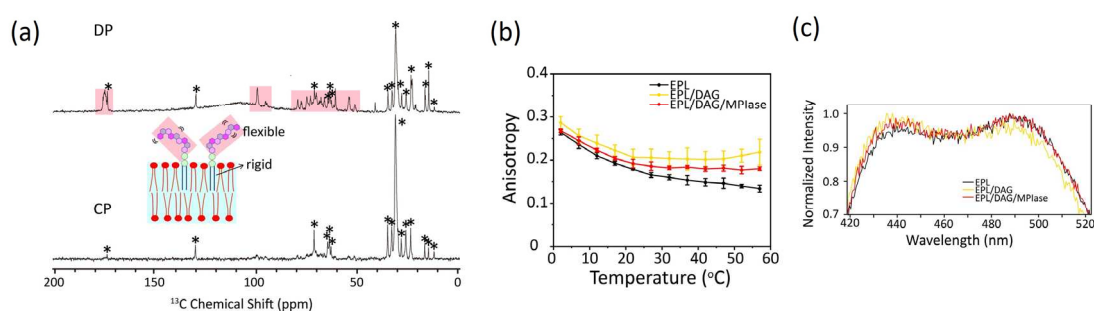 (a)
DP
flexible
rigid
CP
200 150 100 50 0
¹³C Chemical Shift (ppm)
(b)
0.4
0.3
0.2
0.1
0
Anisotropy
EPL
EPL/DAG
EPL/DAG/MPIase
0 10 20 30 40 50 60
Temperature (°C)
(c)
1.0
0.9
0.8
0.7
Normalized Intensity
EPL
EPL/DAG
EPL/DAG/MPIase
420 440 460 480 500 520
Wavelength (nm)